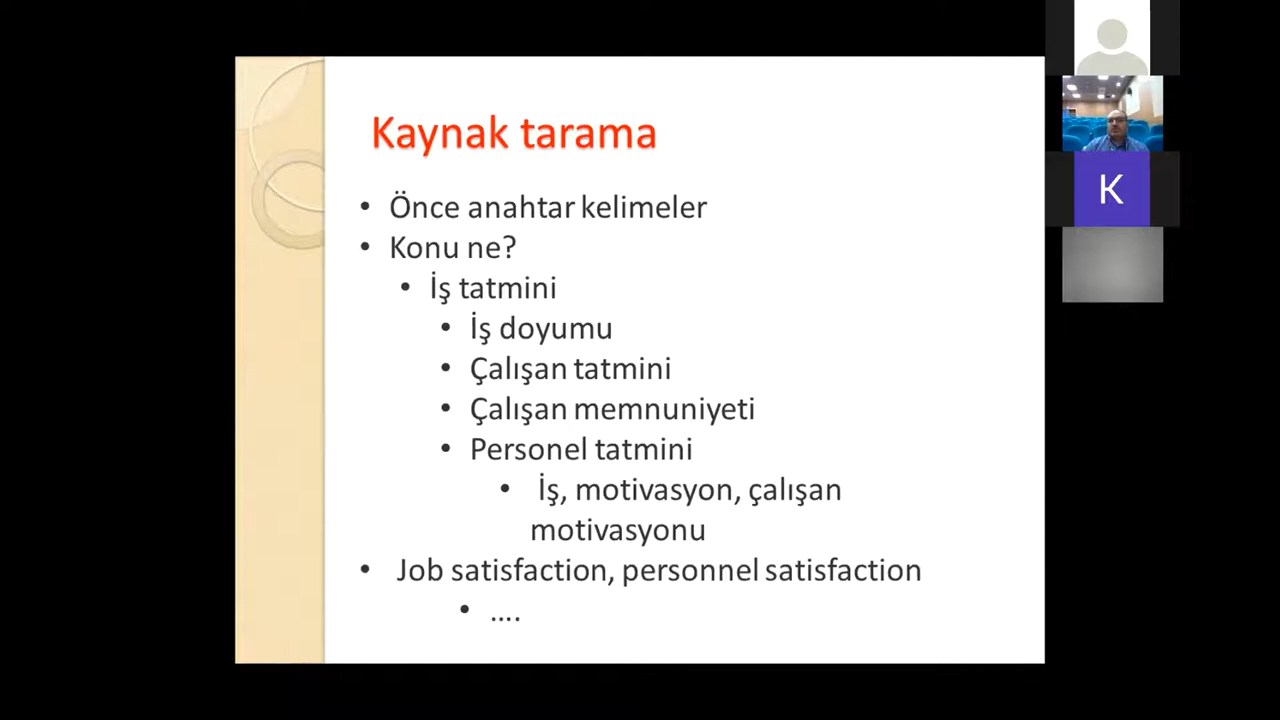 Kaynak tarama
• Önce anahtar kelimeler
• Konu ne?
• İş tatmini
• İş doyumu
• Çalışan tatmini
• Çalışan memnuniyeti
• Personel tatmini
• İş, motivasyon, çalışan
motivasyonu
• Job satisfaction, personnel satisfaction
• ....
K